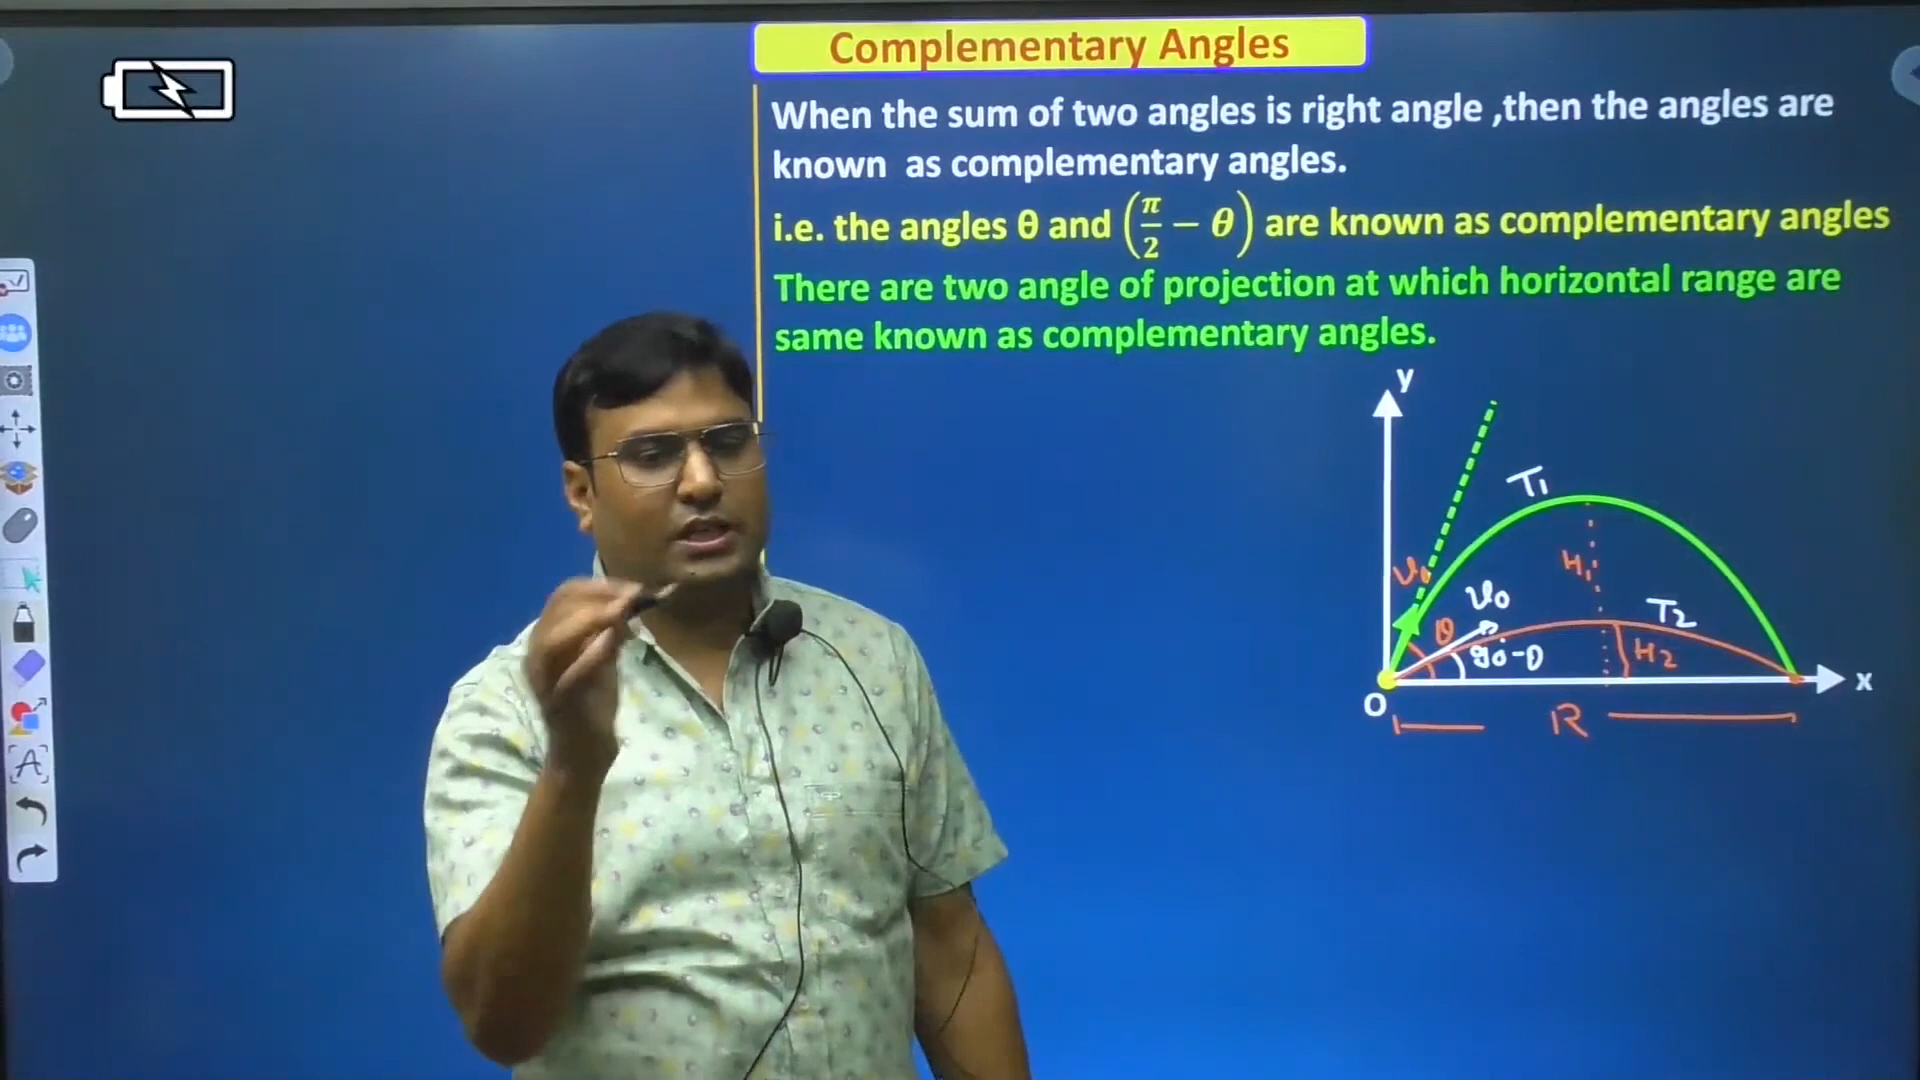 Complementary Angles
When the sum of two angles is right angle ,then the angles are
known as complementary angles.
i.e. the angles θ and (π/2 − θ) are known as complementary angles
There are two angle of projection at which horizontal range are
same known as complementary angles.
y
T₁
H₁
v₀
T₂
θ
90-θ
H₂
x
O
R
A